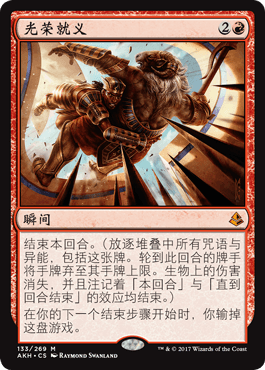 光荣就义 2
瞬间
结束本回合。（放逐堆叠中所有咒语与
异能，包括这张牌。轮到此回合的牌手
将手牌弃至其手牌上限。生物上的伤害
消失，并且注记着「本回合」与「直到
回合结束」的效应均结束。）
在你的下一个结束步骤开始时，你输掉
这盘游戏。
133/269 M
AKH • CS RAYMOND SWANLAND
™ & © 2017 Wizards of the Coast